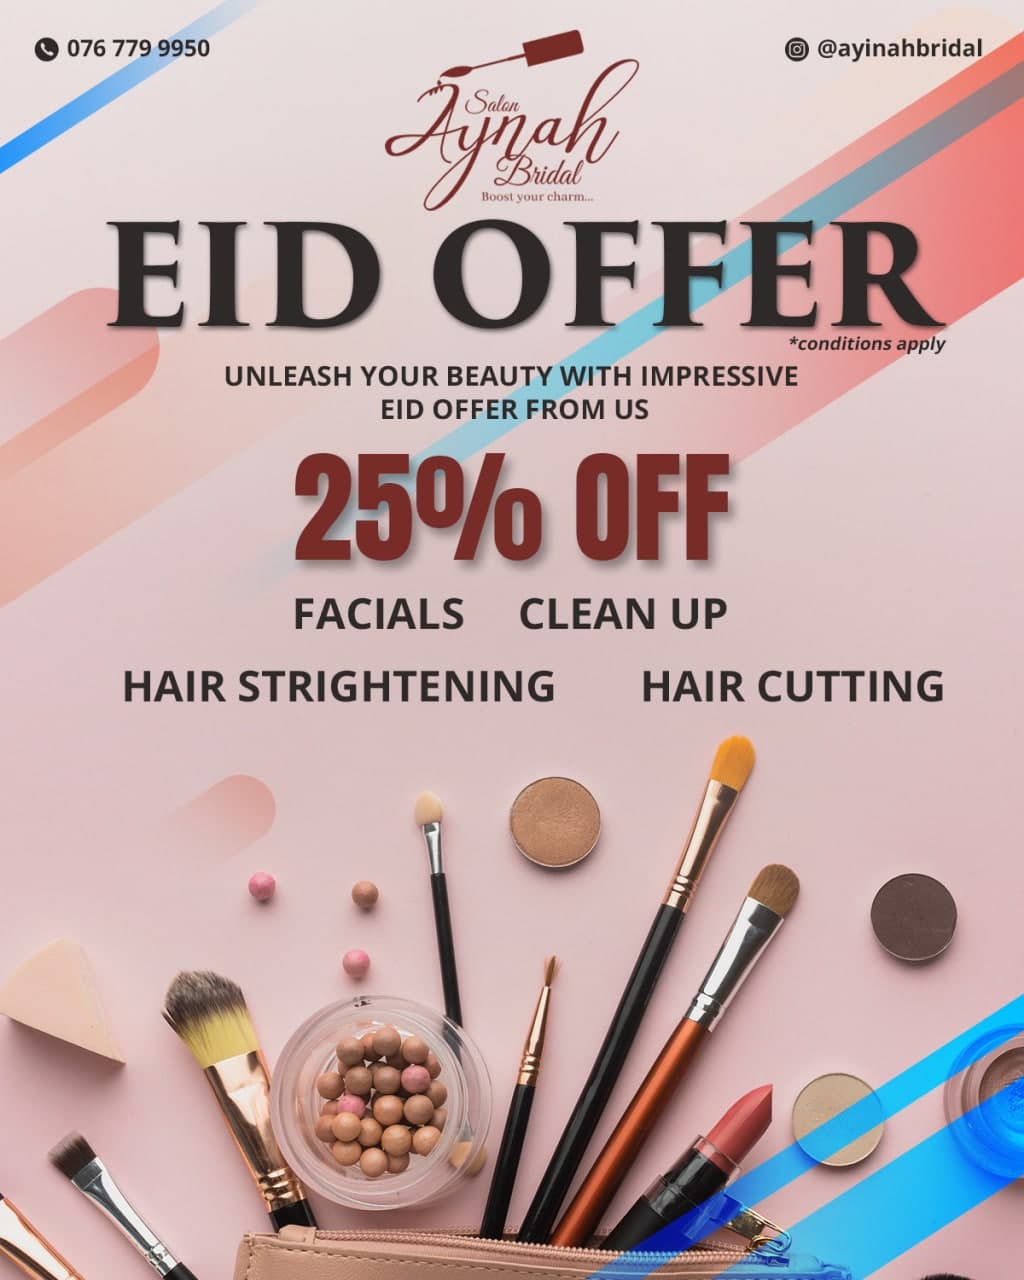 076 779 9950
@ayinahbridal
Salon
Aynah
Bridal
Boost your charm...
EID OFFER
*conditions apply
UNLEASH YOUR BEAUTY WITH IMPRESSIVE
EID OFFER FROM US
25% OFF
FACIALS CLEAN UP
HAIR STRIGHTENING HAIR CUTTING